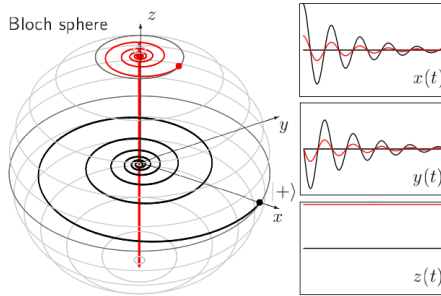 Bloch sphere
z
y
|+⟩
x
x(t)
y(t)
z(t)